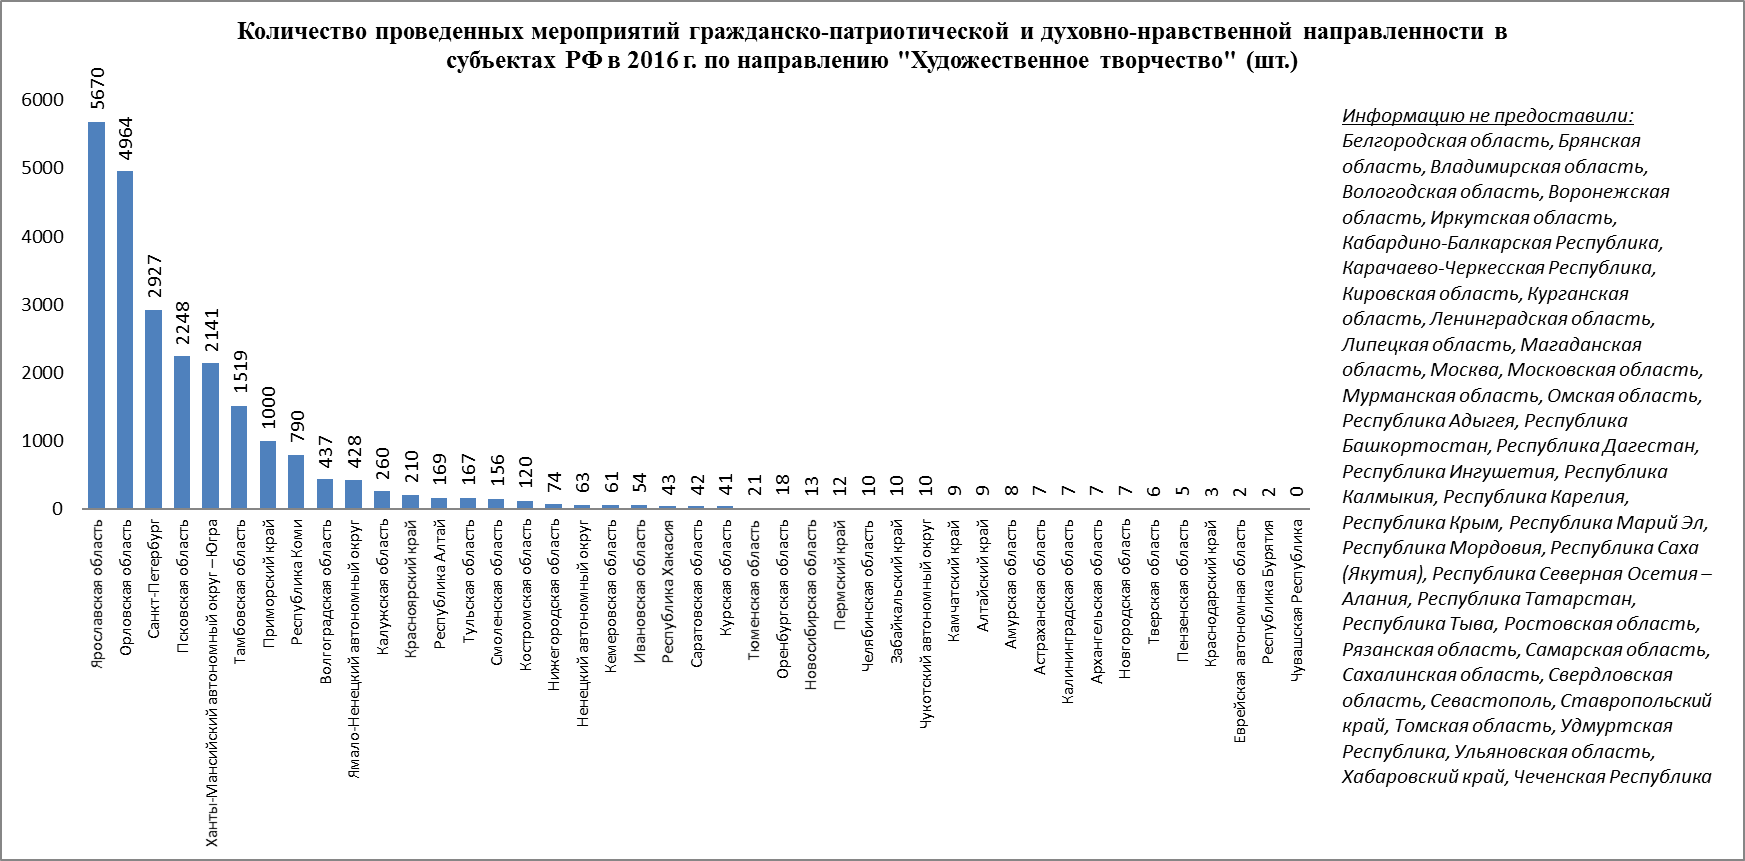 Количество проведенных мероприятий гражданско-патриотической и духовно-нравственной направленности в
субъектах РФ в 2016 г. по направлению "Художественное творчество" (шт.)
6000
5000
4000
3000
2000
1000
0
5670
4964
2927
2248
2141
1519
1000
790
437
428
260
210
169
167
156
120
74
63
61
54
43
42
41
21
18
13
12
10
10
10
9
9
8
7
7
7
7
6
5
3
2
2
0
Ярославская область
Орловская область
Санкт-Петербург
Псковская область
Ханты-Мансийский автономный округ – Югра
Тамбовская область
Приморский край
Республика Коми
Волгоградская область
Ямало-Ненецкий автономный округ
Калужская область
Красноярский край
Республика Алтай
Тульская область
Смоленская область
Костромская область
Нижегородская область
Ненецкий автономный округ
Кемеровская область
Ивановская область
Республика Хакасия
Саратовская область
Курская область
Тюменская область
Оренбургская область
Новосибирская область
Пермский край
Челябинская область
Забайкальский край
Чукотский автономный округ
Камчатский край
Алтайский край
Амурская область
Астраханская область
Калининградская область
Архангельская область
Новгородская область
Тверская область
Пензенская область
Краснодарский край
Еврейская автономная область
Республика Бурятия
Чувашская Республика
Информацию не предоставили:
Белгородская область, Брянская
область, Владимирская область,
Вологодская область, Воронежская
область, Иркутская область,
Кабардино-Балкарская Республика,
Карачаево-Черкесская Республика,
Кировская область, Курганская
область, Ленинградская область,
Липецкая область, Магаданская
область, Москва, Московская область,
Мурманская область, Омская область,
Республика Адыгея, Республика
Башкортостан, Республика Дагестан,
Республика Ингушетия, Республика
Калмыкия, Республика Карелия,
Республика Крым, Республика Марий Эл,
Республика Мордовия, Республика Саха
(Якутия), Республика Северная Осетия –
Алания, Республика Татарстан,
Республика Тыва, Ростовская область,
Рязанская область, Самарская область,
Сахалинская область, Свердловская
область, Севастополь, Ставропольский
край, Томская область, Удмуртская
Республика, Ульяновская область,
Хабаровский край, Чеченская Республика